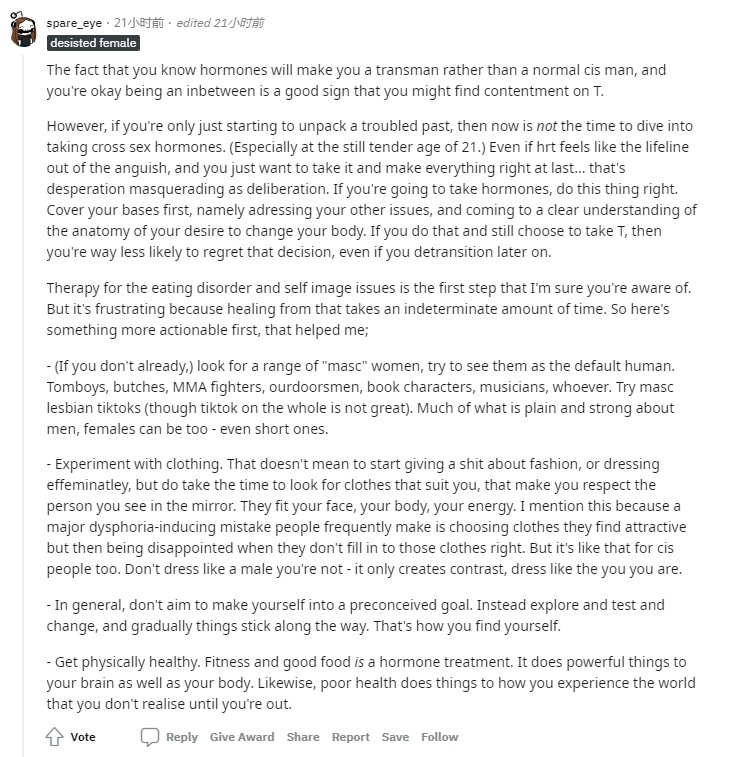 spare_eye · 21小时前 · edited 21小时前
desisted female
The fact that you know hormones will make you a transman rather than a normal cis man, and
you're okay being an inbetween is a good sign that you might find contentment on T.
However, if you're only just starting to unpack a troubled past, then now is not the time to dive into
taking cross sex hormones. (Especially at the still tender age of 21.) Even if hrt feels like the lifeline
out of the anguish, and you just want to take it and make everything right at last... that's
desperation masquerading as deliberation. If you're going to take hormones, do this thing right.
Cover your bases first, namely adressing your other issues, and coming to a clear understanding of
the anatomy of your desire to change your body. If you do that and still choose to take T, then
you're way less likely to regret that decision, even if you detransition later on.
Therapy for the eating disorder and self image issues is the first step that I'm sure you're aware of.
But it's frustrating because healing from that takes an indeterminate amount of time. So here's
something more actionable first, that helped me;
- (If you don't already,) look for a range of "masc" women, try to see them as the default human.
Tomboys, butches, MMA fighters, ourdoorsmen, book characters, musicians, whoever. Try masc
lesbian tiktoks (though tiktok on the whole is not great). Much of what is plain and strong about
men, females can be too - even short ones.
- Experiment with clothing. That doesn't mean to start giving a shit about fashion, or dressing
effeminatley, but do take the time to look for clothes that suit you, that make you respect the
person you see in the mirror. They fit your face, your body, your energy. I mention this because a
major dysphoria-inducing mistake people frequently make is choosing clothes they find attractive
but then being disappointed when they don't fill in to those clothes right. But it's like that for cis
people too. Don't dress like a male you're not - it only creates contrast, dress like the you you are.
- In general, don't aim to make yourself into a preconceived goal. Instead explore and test and
change, and gradually things stick along the way. That's how you find yourself.
- Get physically healthy. Fitness and good food is a hormone treatment. It does powerful things to
your brain as well as your body. Likewise, poor health does things to how you experience the world
that you don't realise until you're out.
Vote Reply Give Award Share Report Save Follow